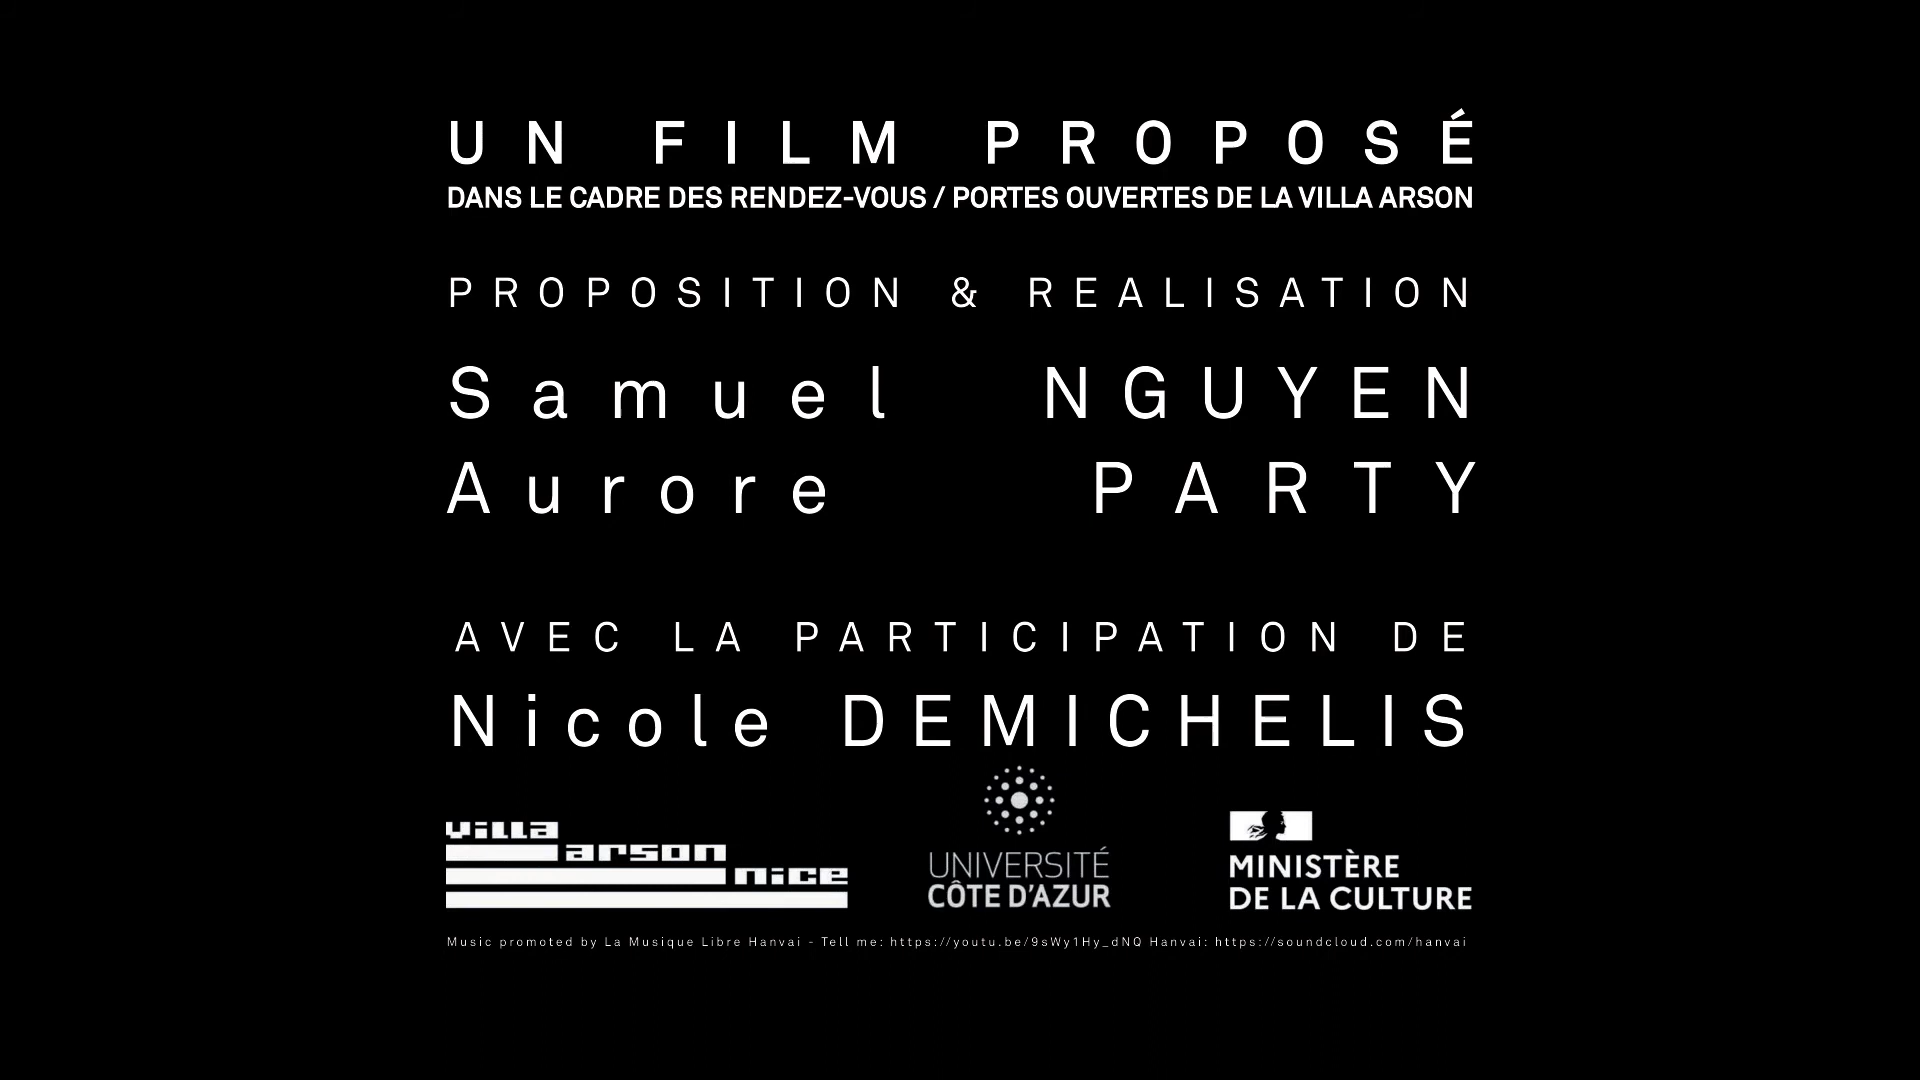 UN FILM PROPOSÉ
DANS LE CADRE DES RENDEZ-VOUS / PORTES OUVERTES DE LA VILLA ARSON
PROPOSITION & REALISATION
Samuel NGUYEN
Aurore PARTY
AVEC LA PARTICIPATION DE
Nicole DEMICHELIS
villa
arson
nice
UNIVERSITÉ
CÔTE D'AZUR
MINISTÈRE
DE LA CULTURE
Music promoted by La Musique Libre Hanvai - Tell me: https://youtu.be/9sWy1Hy_dNQ Hanvai: https://soundcloud.com/hanvai